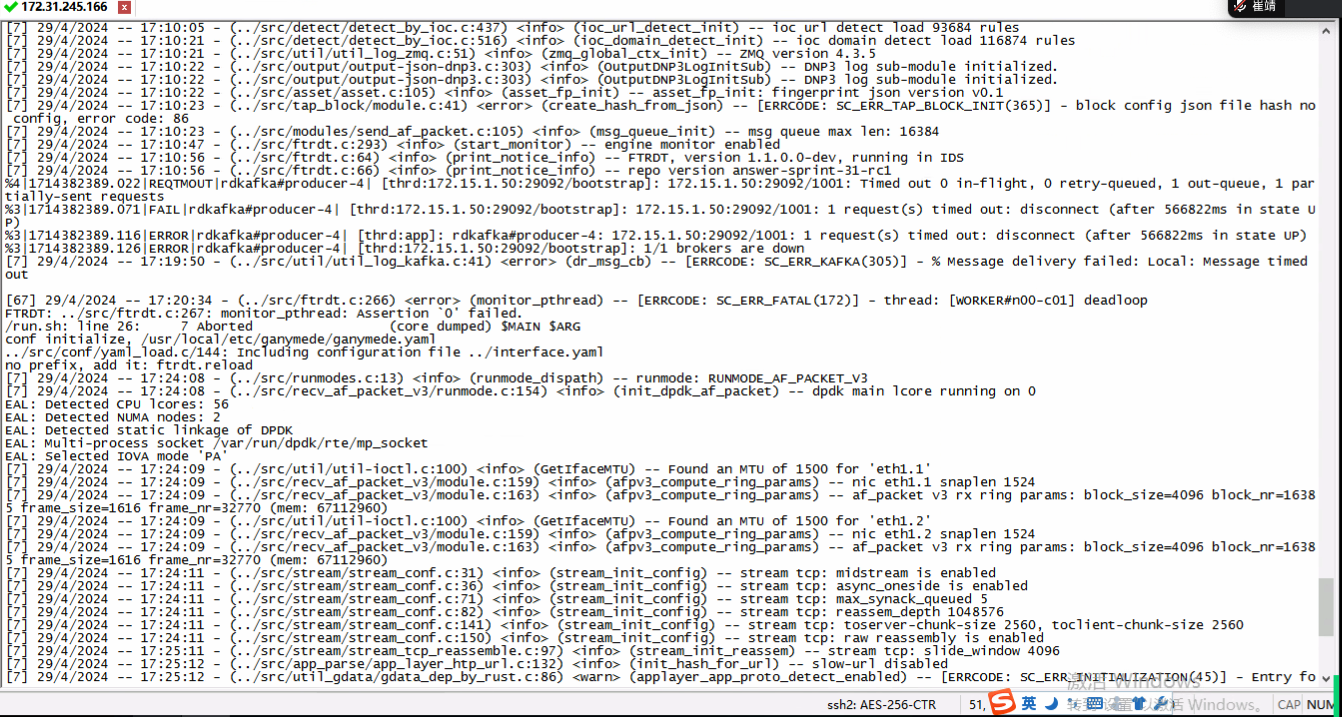 172.31.245.166
崔靖
[7] 29/4/2024 -- 17:10:05 - (../src/detect/detect_by_ioc.c:437) <info> (ioc_url_detect_init) -- ioc url detect load 93684 rules
[7] 29/4/2024 -- 17:10:21 - (../src/detect/detect_by_ioc.c:516) <info> (ioc_domain_detect_init) -- ioc domain detect load 116874 rules
[7] 29/4/2024 -- 17:10:21 - (../src/util/util_log_zmq.c:51) <info> (zmq_global_ctx_init) -- ZMQ version 4.3.5
[7] 29/4/2024 -- 17:10:22 - (../src/output/output-json-dnp3.c:303) <info> (OutputDNP3LogInitSub) -- DNP3 log sub-module initialized.
[7] 29/4/2024 -- 17:10:22 - (../src/output/output-json-dnp3.c:303) <info> (OutputDNP3LogInitSub) -- DNP3 log sub-module initialized.
[7] 29/4/2024 -- 17:10:22 - (../src/asset/asset.c:105) <info> (asset_fp_init) -- asset_fp_init: fingerprint json version v0.1
[7] 29/4/2024 -- 17:10:23 - (../src/tap_block/module.c:41) <error> (create_hash_from_json) -- [ERRCODE: SC_ERR_TAP_BLOCK_INIT(365)] - block config json file hash no
 config, error code: 86
[7] 29/4/2024 -- 17:10:23 - (../src/modules/send_af_packet.c:105) <info> (msg_queue_init) -- msg queue max len: 16384
[7] 29/4/2024 -- 17:10:47 - (../src/ftrdt.c:293) <info> (start_monitor) -- engine monitor enabled
[7] 29/4/2024 -- 17:10:56 - (../src/ftrdt.c:64) <info> (print_notice_info) -- FTRDT, version 1.1.0.0-dev, running in IDS
[7] 29/4/2024 -- 17:10:56 - (../src/ftrdt.c:66) <info> (print_notice_info) -- repo version answer-sprint-31-rc1
%4|1714382389.022|REQTMOUT|rdkafka#producer-4| [thrd:172.15.1.50:29092/bootstrap]: 172.15.1.50:29092/1001: Timed out 0 in-flight, 0 retry-queued, 1 out-queue, 1 par
tially-sent requests
%3|1714382389.071|FAIL|rdkafka#producer-4| [thrd:172.15.1.50:29092/bootstrap]: 172.15.1.50:29092/1001: 1 request(s) timed out: disconnect (after 566822ms in state U
P)
%3|1714382389.116|ERROR|rdkafka#producer-4| [thrd:app]: rdkafka#producer-4: 172.15.1.50:29092/1001: 1 request(s) timed out: disconnect (after 566822ms in state UP)
%3|1714382389.126|ERROR|rdkafka#producer-4| [thrd:172.15.1.50:29092/bootstrap]: 1/1 brokers are down
[7] 29/4/2024 -- 17:19:50 - (../src/util/util_log_kafka.c:41) <error> (dr_msg_cb) -- [ERRCODE: SC_ERR_KAFKA(305)] - % Message delivery failed: Local: Message timed
out
[67] 29/4/2024 -- 17:20:34 - (../src/ftrdt.c:266) <error> (monitor_pthread) -- [ERRCODE: SC_ERR_FATAL(172)] - thread: [WORKER#n00-c01] deadloop
FTRDT: ../src/ftrdt.c:267: monitor_pthread: Assertion `0' failed.
/run.sh: line 26:     7 Aborted                 (core dumped) $MAIN $ARG
conf initialize, /usr/local/etc/ganymede/ganymede.yaml
../src/conf/yaml_load.c/144: Including configuration file ../interface.yaml
no prefix, add it: ftrdt.reload
[7] 29/4/2024 -- 17:24:08 - (../src/runmodes.c:13) <info> (runmode_dispath) -- runmode: RUNMODE_AF_PACKET_V3
[7] 29/4/2024 -- 17:24:08 - (../src/recv_af_packet_v3/runmode.c:154) <info> (init_dpdk_af_packet) -- dpdk main lcore running on 0
EAL: Detected CPU lcores: 56
EAL: Detected NUMA nodes: 2
EAL: Detected static linkage of DPDK
EAL: Multi-process socket /var/run/dpdk/rte/mp_socket
EAL: Selected IOVA mode 'PA'
[7] 29/4/2024 -- 17:24:09 - (../src/util/util-ioctl.c:100) <info> (GetIfaceMTU) -- Found an MTU of 1500 for 'eth1.1'
[7] 29/4/2024 -- 17:24:09 - (../src/recv_af_packet_v3/module.c:159) <info> (afpv3_compute_ring_params) -- nic eth1.1 snaplen 1524
[7] 29/4/2024 -- 17:24:09 - (../src/recv_af_packet_v3/module.c:163) <info> (afpv3_compute_ring_params) -- af_packet v3 rx ring params: block_size=4096 block_nr=1638
5 frame_size=1616 frame_nr=32770 (mem: 67112960)
[7] 29/4/2024 -- 17:24:09 - (../src/util/util-ioctl.c:100) <info> (GetIfaceMTU) -- Found an MTU of 1500 for 'eth1.2'
[7] 29/4/2024 -- 17:24:09 - (../src/recv_af_packet_v3/module.c:159) <info> (afpv3_compute_ring_params) -- nic eth1.2 snaplen 1524
[7] 29/4/2024 -- 17:24:09 - (../src/recv_af_packet_v3/module.c:163) <info> (afpv3_compute_ring_params) -- af_packet v3 rx ring params: block_size=4096 block_nr=1638
5 frame_size=1616 frame_nr=32770 (mem: 67112960)
[7] 29/4/2024 -- 17:24:11 - (../src/stream/stream_conf.c:31) <info> (stream_init_config) -- stream tcp: midstream is enabled
[7] 29/4/2024 -- 17:24:11 - (../src/stream/stream_conf.c:36) <info> (stream_init_config) -- stream tcp: async_oneside is enabled
[7] 29/4/2024 -- 17:24:11 - (../src/stream/stream_conf.c:71) <info> (stream_init_config) -- stream tcp: max_synack_queued 5
[7] 29/4/2024 -- 17:24:11 - (../src/stream/stream_conf.c:82) <info> (stream_init_config) -- stream tcp: reassem_depth 1048576
[7] 29/4/2024 -- 17:24:11 - (../src/stream/stream_conf.c:141) <info> (stream_init_config) -- stream tcp: toserver-chunk-size 2560, toclient-chunk-size 2560
[7] 29/4/2024 -- 17:24:11 - (../src/stream/stream_conf.c:150) <info> (stream_init_config) -- stream tcp: raw reassembly is enabled
[7] 29/4/2024 -- 17:25:11 - (../src/stream/stream_tcp_reassemble.c:97) <info> (stream_init_reassem) -- stream tcp: slide_window 4096
[7] 29/4/2024 -- 17:25:12 - (../src/app_parse/app_layer_htp_url.c:132) <info> (init_hash_for_url) -- slow-url disabled
[7] 29/4/2024 -- 17:25:12 - (../src/util_gdata/gdata_dep_by_rust.c:86) <warn> (applayer_app_proto_detect_enabled) -- [ERRCODE: SC_ERR_INITIALIZATION(45)] - Entry fo
激活 Windows
ssh2: AES-256-CTR
51,
英
Windows。
CAP
NUM